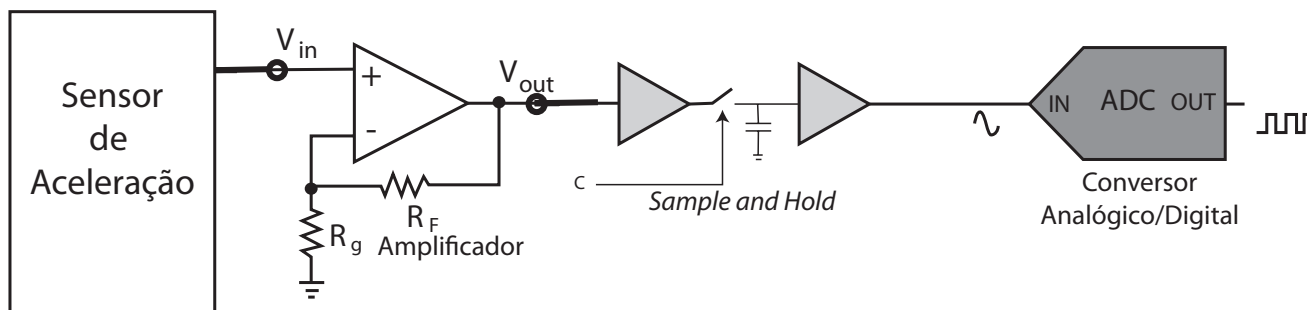 Sensor
de
Aceleração
V in
+
-
R F
R g
Amplificador
V out
C
Sample and Hold
IN ADC OUT
Conversor
Analógico/Digital